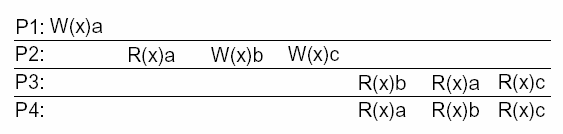 P1: W(x)a
P2: R(x)a W(x)b W(x)c
P3: R(x)b R(x)a R(x)c
P4: R(x)a R(x)b R(x)c